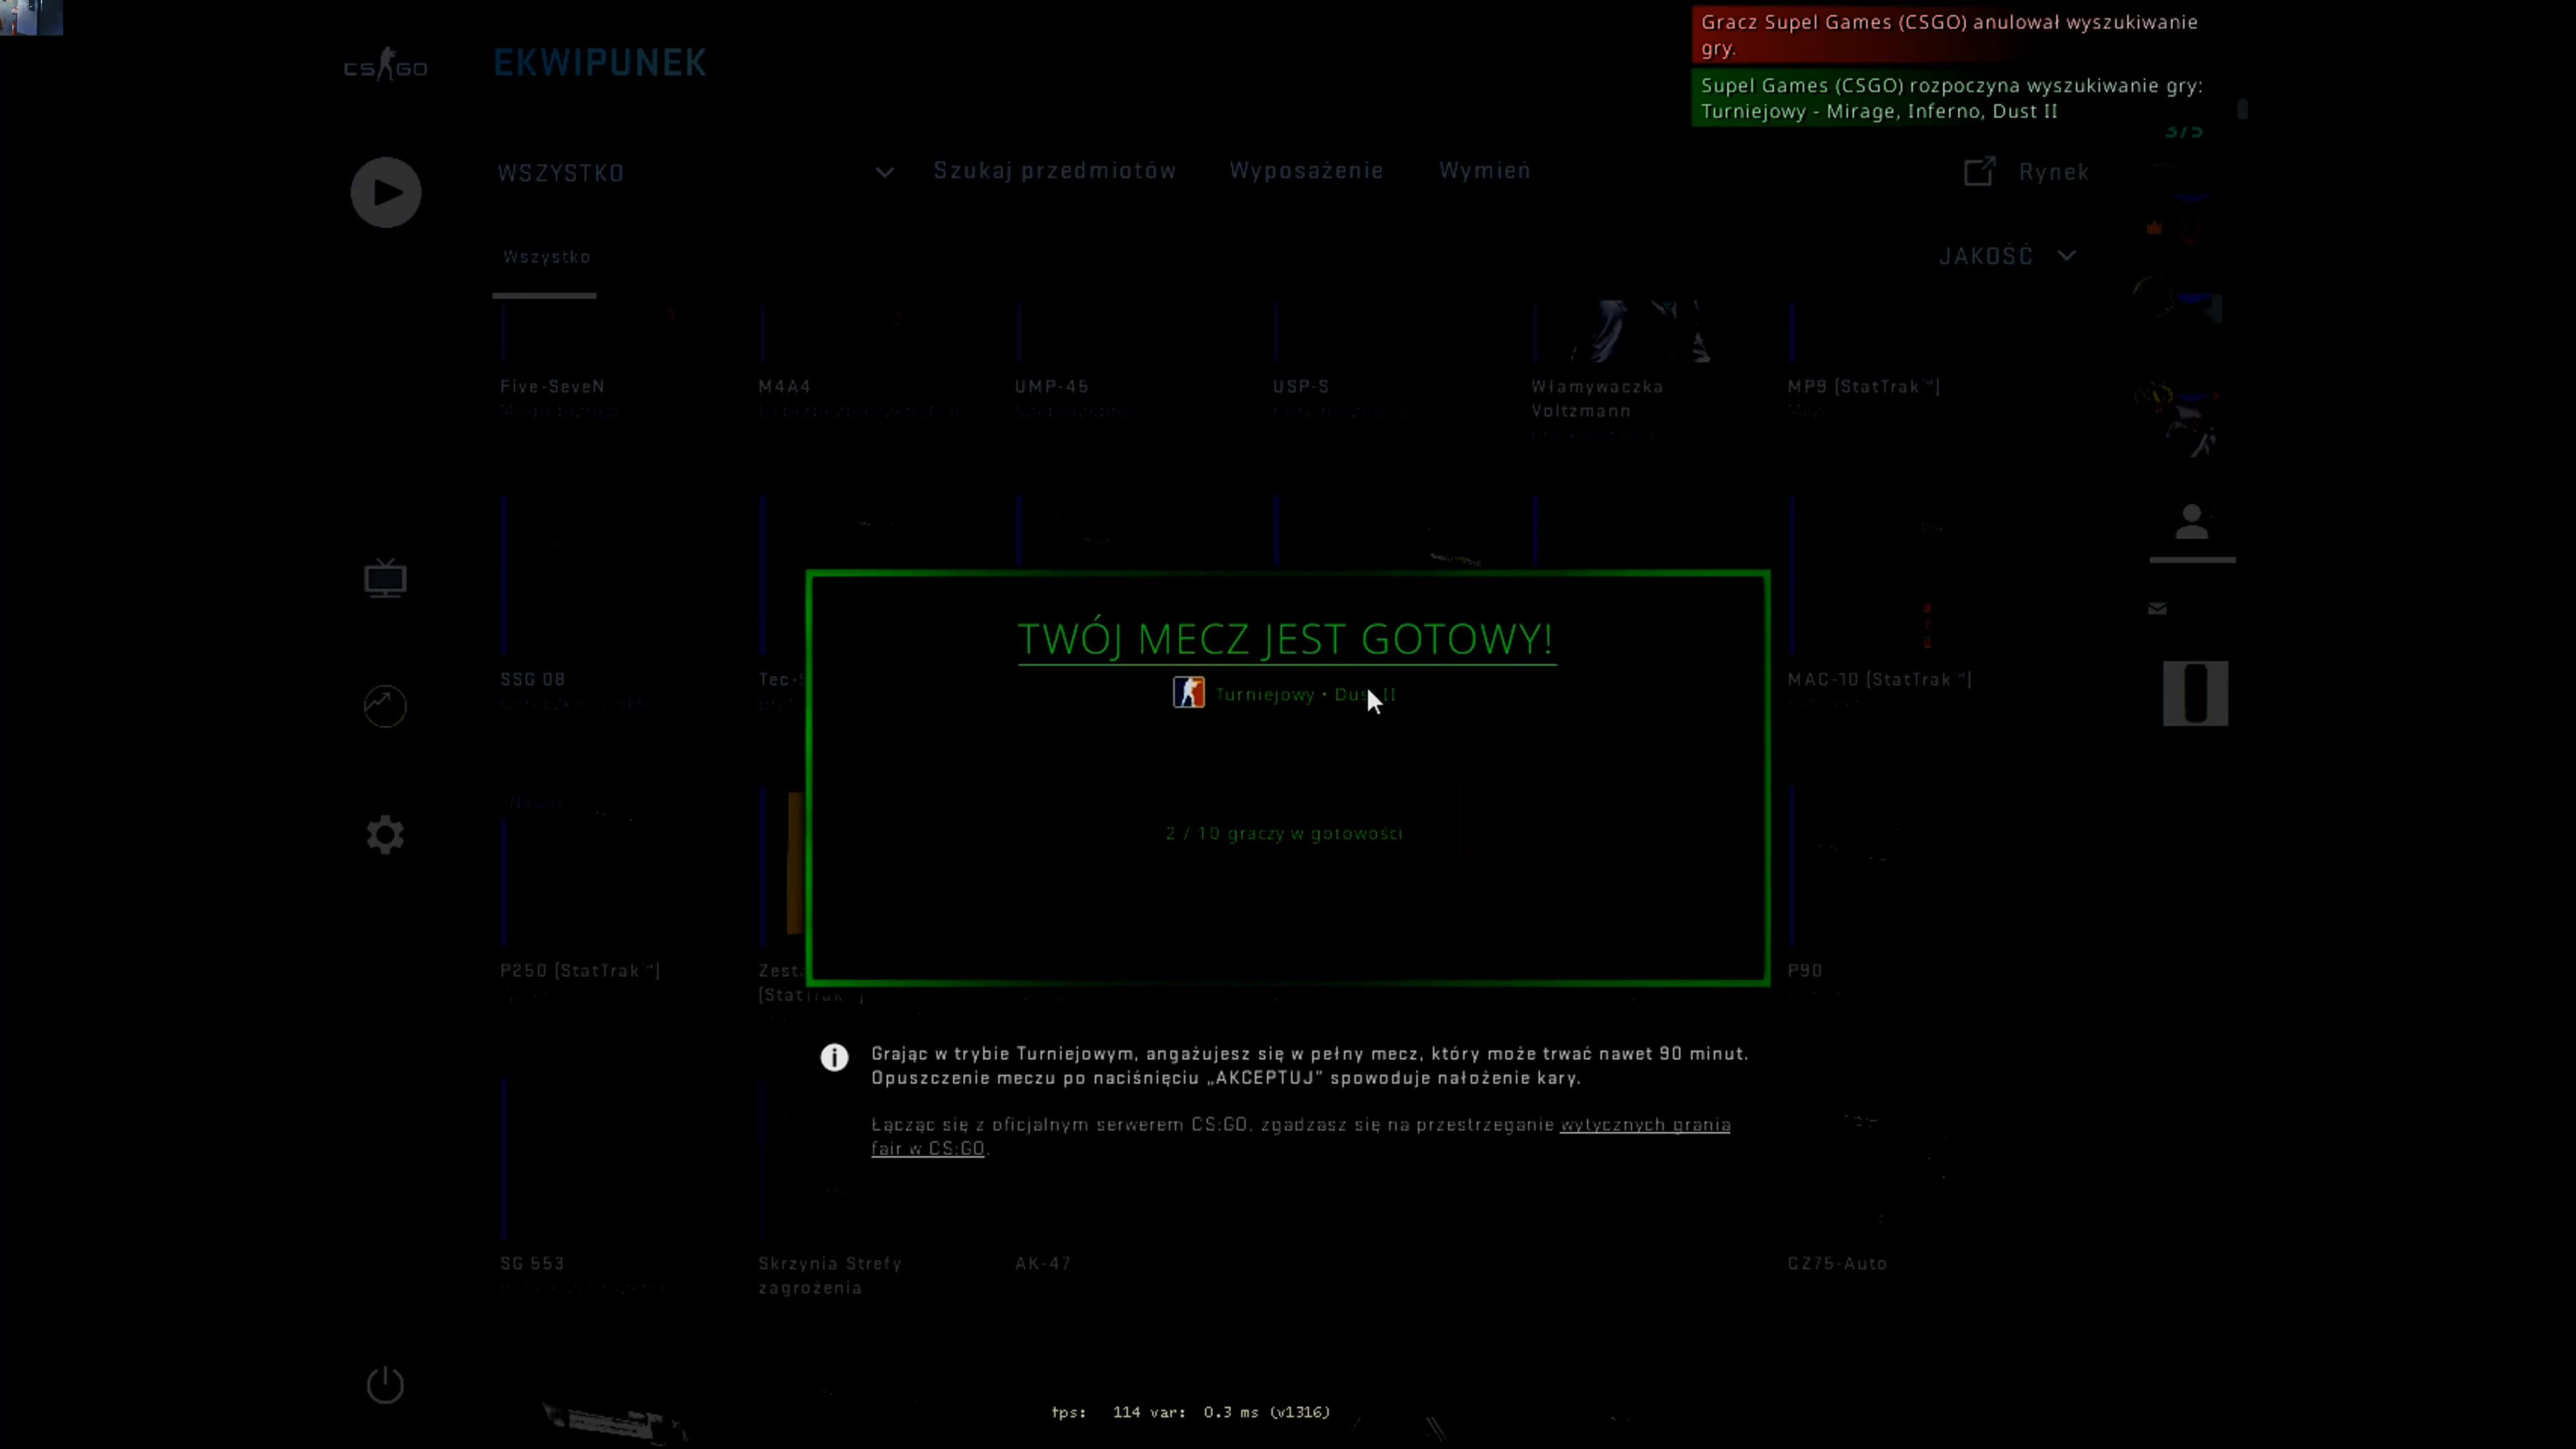 Gracz Supel Games (CSGO) anulował wyszukiwanie
gry.
Supel Games (CSGO) rozpoczyna wyszukiwanie gry:
Turniejowy - Mirage, Inferno, Dust II
3/5
CS GO
EKWIPUNEK
WSZYSTKO
Szukaj przedmiotów
Wyposażenie
Wymień
Rynek
Wszystko
JAKOŚĆ
Five-SeveN
M4A4
UMP-45
USP-S
Włamywaczka
Voltzmann
MP9 (StatTrak™)
TWÓJ MECZ JEST GOTOWY!
Turniejowy • Dust II
2 / 10 graczy w gotowości
SSG 08
MAC-10 (StatTrak™)
P250 (StatTrak™)
P90
Grając w trybie Turniejowym, angażujesz się w pełny mecz, który może trwać nawet 90 minut.
Opuszczenie meczu po naciśnięciu „AKCEPTUJ” spowoduje nałożenie kary.
Łącząc się z oficjalnym serwerem CS:GO, zgadzasz się na przestrzeganie wytycznych grania
fair w CS:GO.
SG 553
Skrzynia Strefy
zagrożenia
AK-47
CZ75-Auto
fps: 114 var: 0.3 ms (v1316)